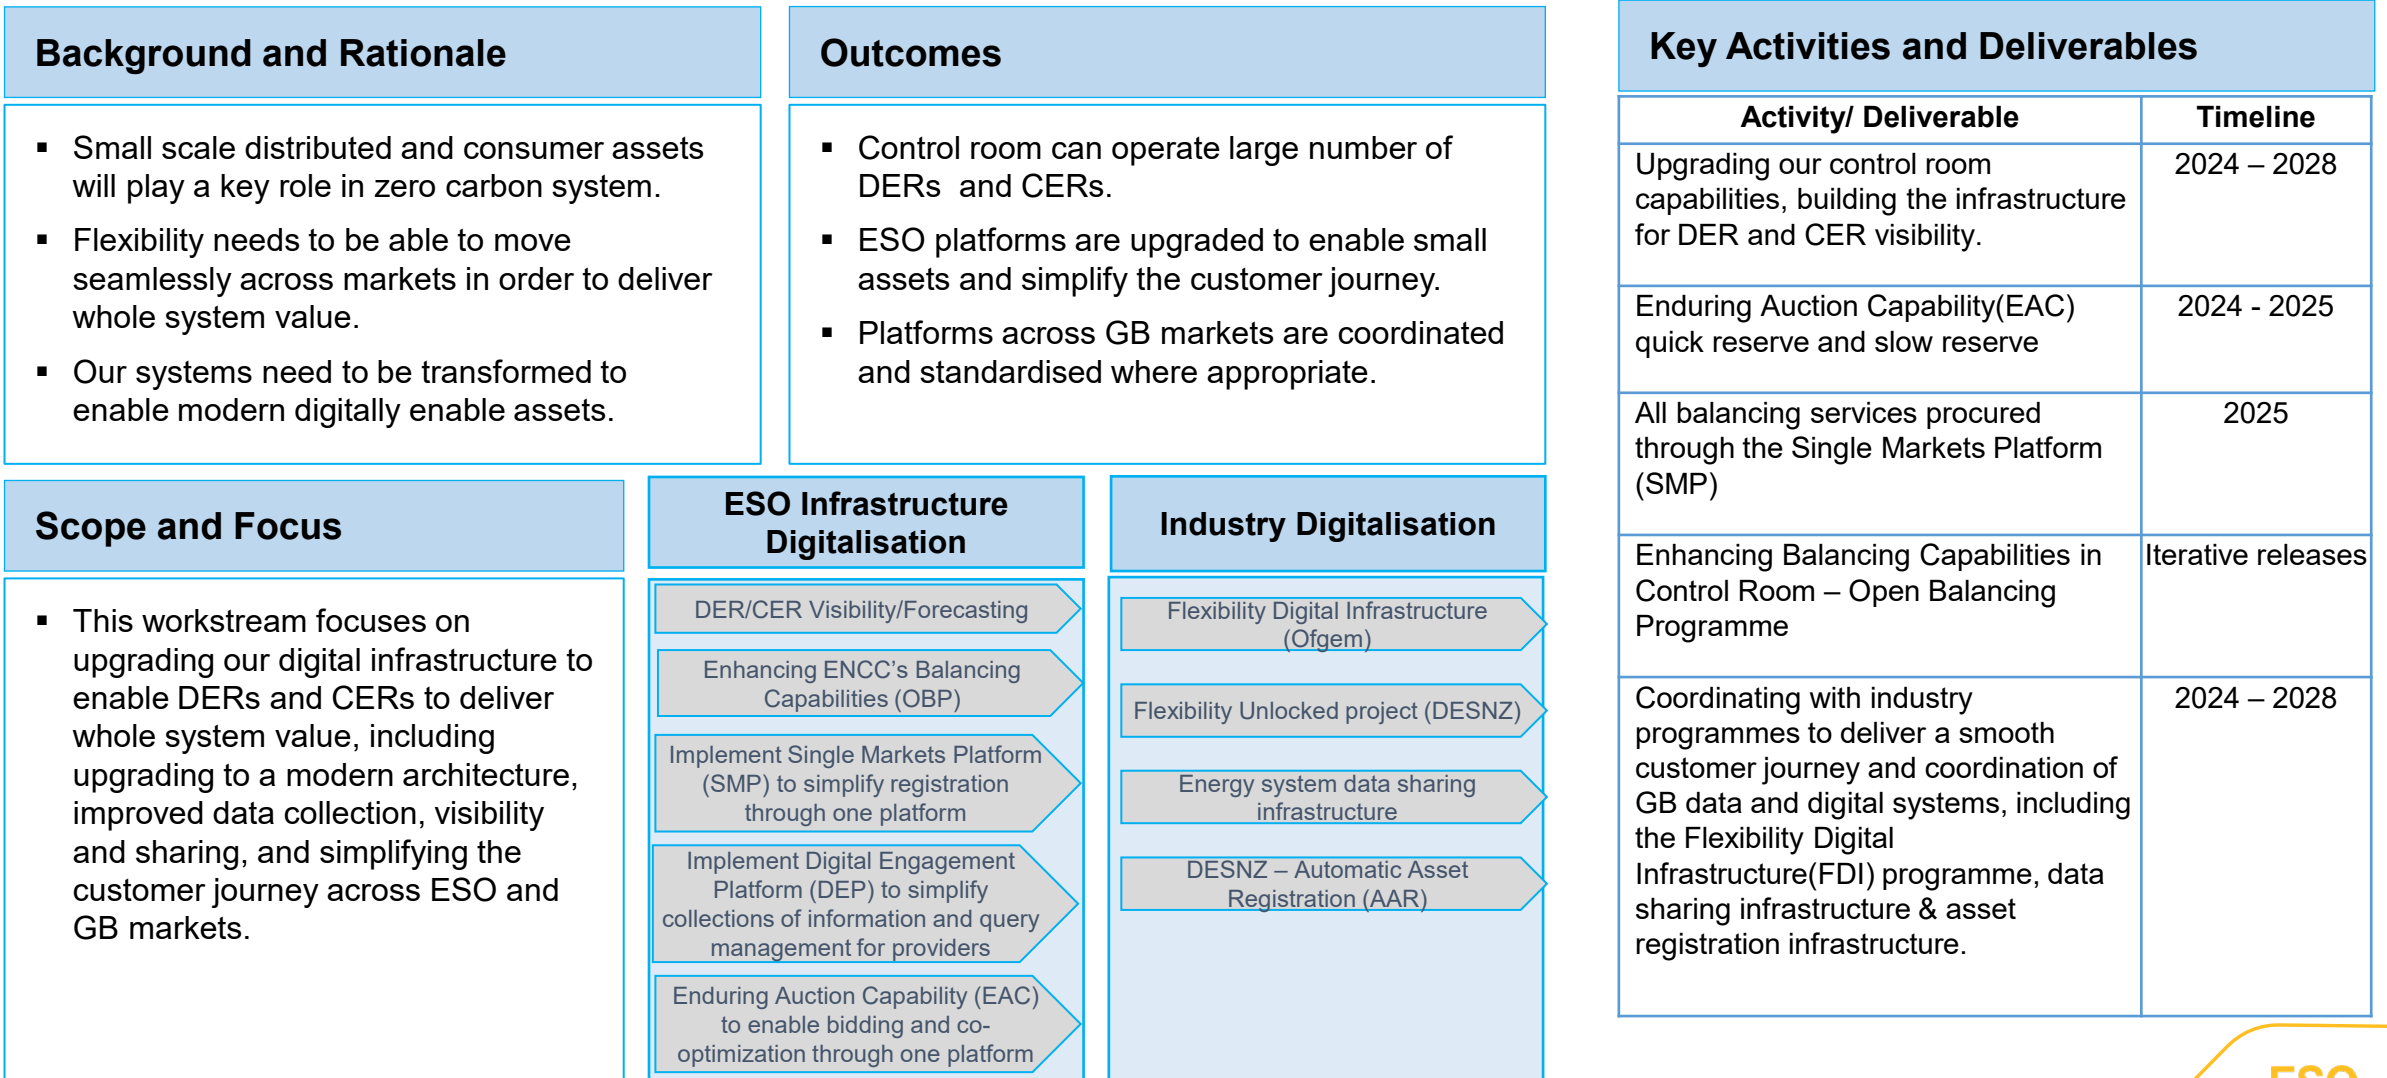 Background and Rationale
▪ Small scale distributed and consumer assets
will play a key role in zero carbon system.
▪ Flexibility needs to be able to move
seamlessly across markets in order to deliver
whole system value.
▪ Our systems need to be transformed to
enable modern digitally enable assets.
Outcomes
▪ Control room can operate large number of
DERs  and CERs.
▪ ESO platforms are upgraded to enable small
assets and simplify the customer journey.
▪ Platforms across GB markets are coordinated
and standardised where appropriate.
Scope and Focus
▪ This workstream focuses on
upgrading our digital infrastructure to
enable DERs and CERs to deliver
whole system value, including
upgrading to a modern architecture,
improved data collection, visibility
and sharing, and simplifying the
customer journey across ESO and
GB markets.
ESO Infrastructure
Digitalisation
DER/CER Visibility/Forecasting
Enhancing ENCC’s Balancing
Capabilities (OBP)
Implement Single Markets Platform
(SMP) to simplify registration
through one platform
Implement Digital Engagement
Platform (DEP) to simplify
collections of information and query
management for providers
Enduring Auction Capability (EAC)
to enable bidding and co-
optimization through one platform
Industry Digitalisation
Flexibility Digital Infrastructure
(Ofgem)
Flexibility Unlocked project (DESNZ)
Energy system data sharing
infrastructure
DESNZ – Automatic Asset
Registration (AAR)
Key Activities and Deliverables
Activity/ Deliverable Timeline
Upgrading our control room 2024 – 2028
capabilities, building the infrastructure
for DER and CER visibility.
Enduring Auction Capability(EAC) 2024 - 2025
quick reserve and slow reserve
All balancing services procured 2025
through the Single Markets Platform
(SMP)
Enhancing Balancing Capabilities in Iterative releases
Control Room – Open Balancing
Programme
Coordinating with industry 2024 – 2028
programmes to deliver a smooth
customer journey and coordination of
GB data and digital systems, including
the Flexibility Digital
Infrastructure(FDI) programme, data
sharing infrastructure & asset
registration infrastructure.
ESO